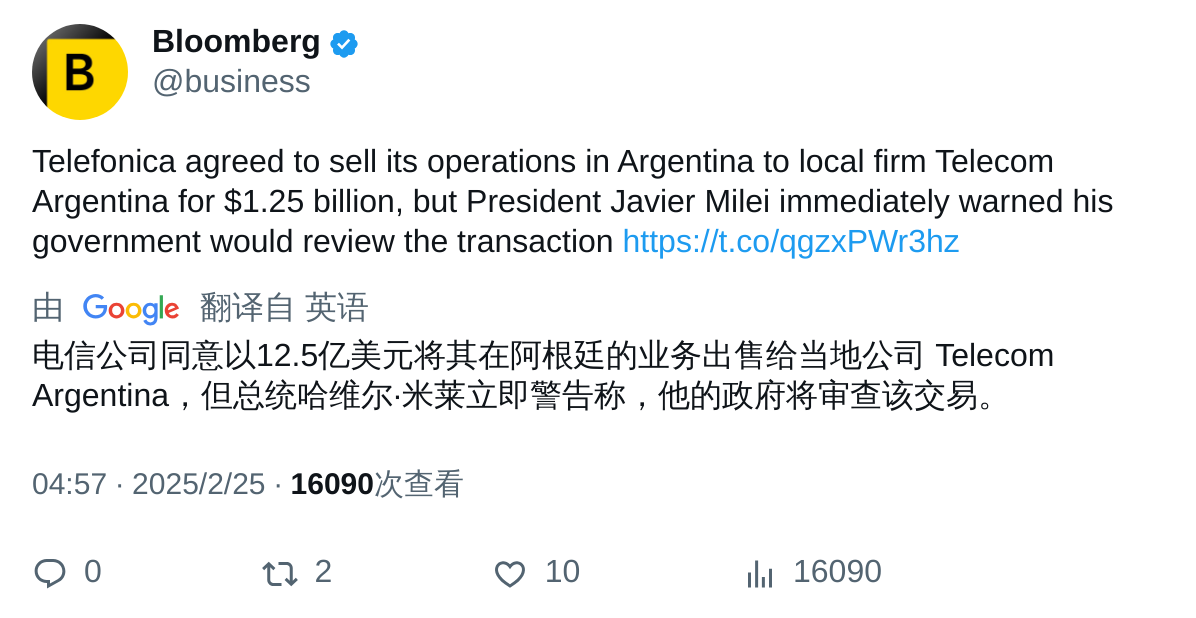 B
Bloomberg
@business
Telefonica agreed to sell its operations in Argentina to local firm Telecom
Argentina for $1.25 billion, but President Javier Milei immediately warned his
government would review the transaction https://t.co/qgzxPWr3hz
由 Google 翻译自 英语
电信公司同意以12.5亿美元将其在阿根廷的业务出售给当地公司 Telecom
Argentina，但总统哈维尔·米莱立即警告称，他的政府将审查该交易。
04:57 · 2025/2/25 · 16090次查看
0 2 10 16090